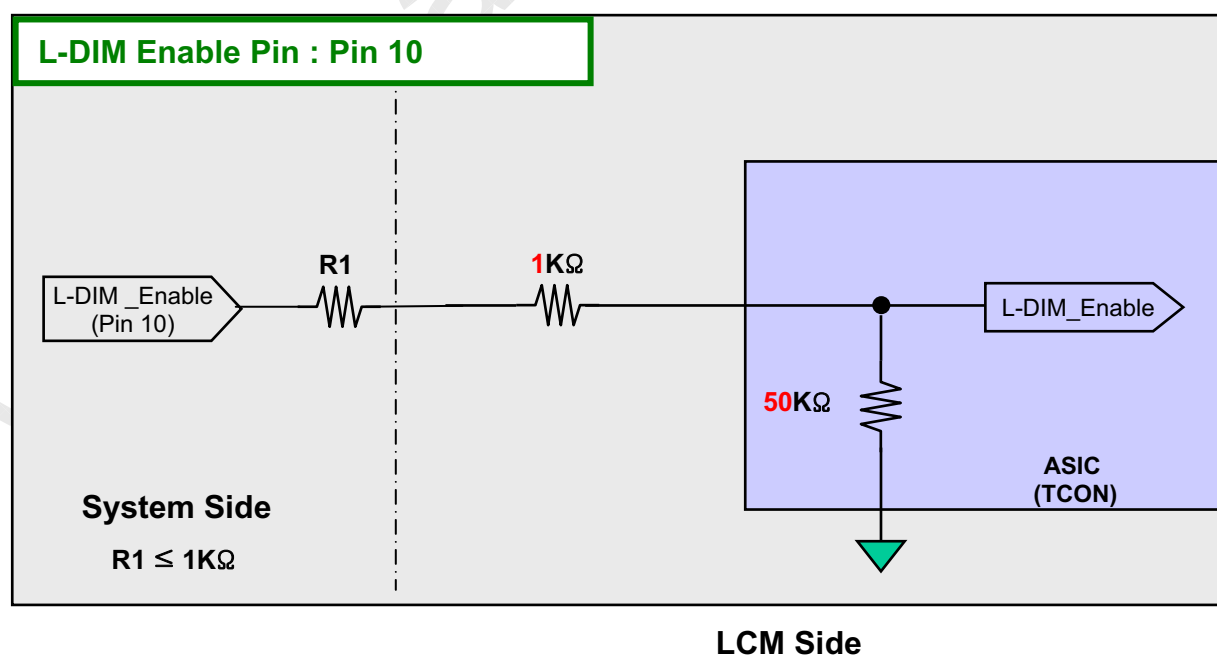 L-DIM Enable Pin : Pin 10
R1
1KΩ
L-DIM _Enable
(Pin 10)
L-DIM_Enable
50KΩ
ASIC
(TCON)
System Side
R1 ≤ 1KΩ
LCM Side